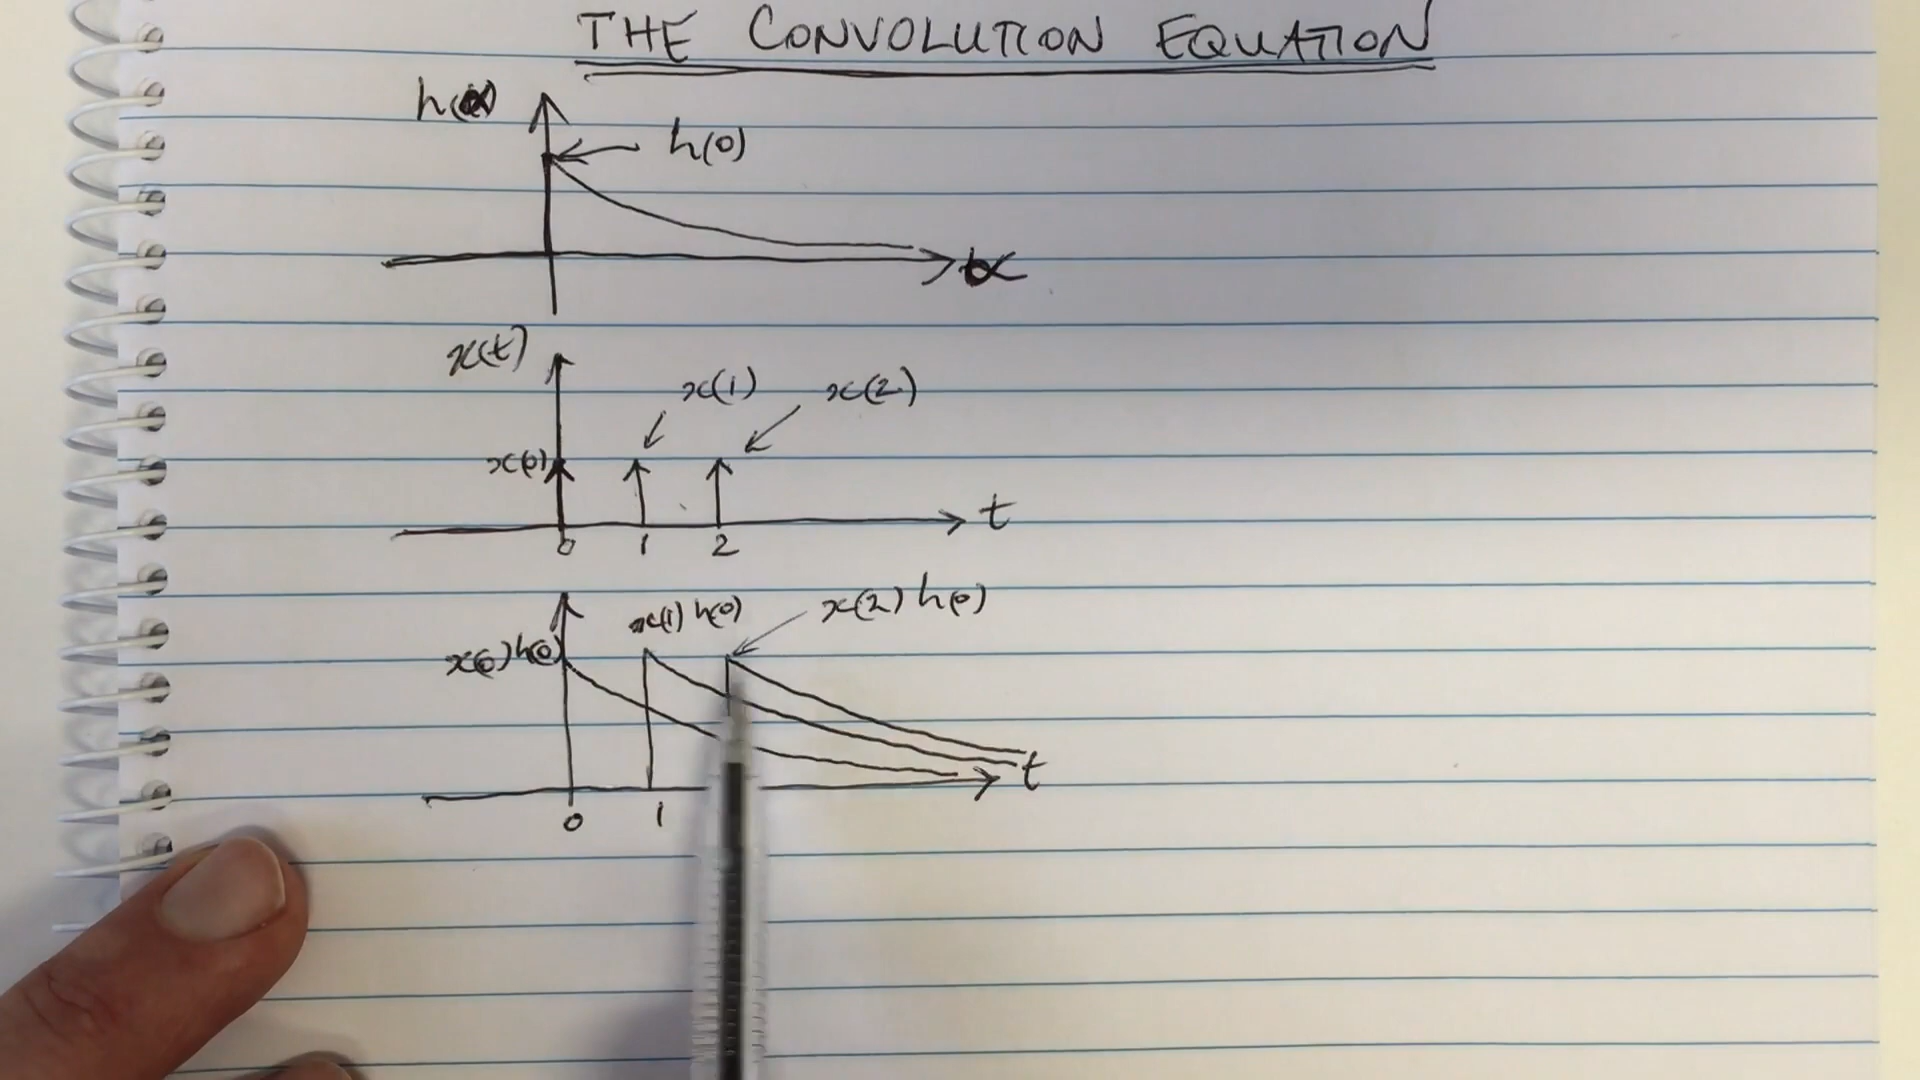 THE CONVOLUTION EQUATION
h(α)
h(0)
α
x(t)
x(1) x(2)
x(0)
t
0 1 2
x(1) h(0) x(2) h(0)
x(0) h(0)
t
0 1